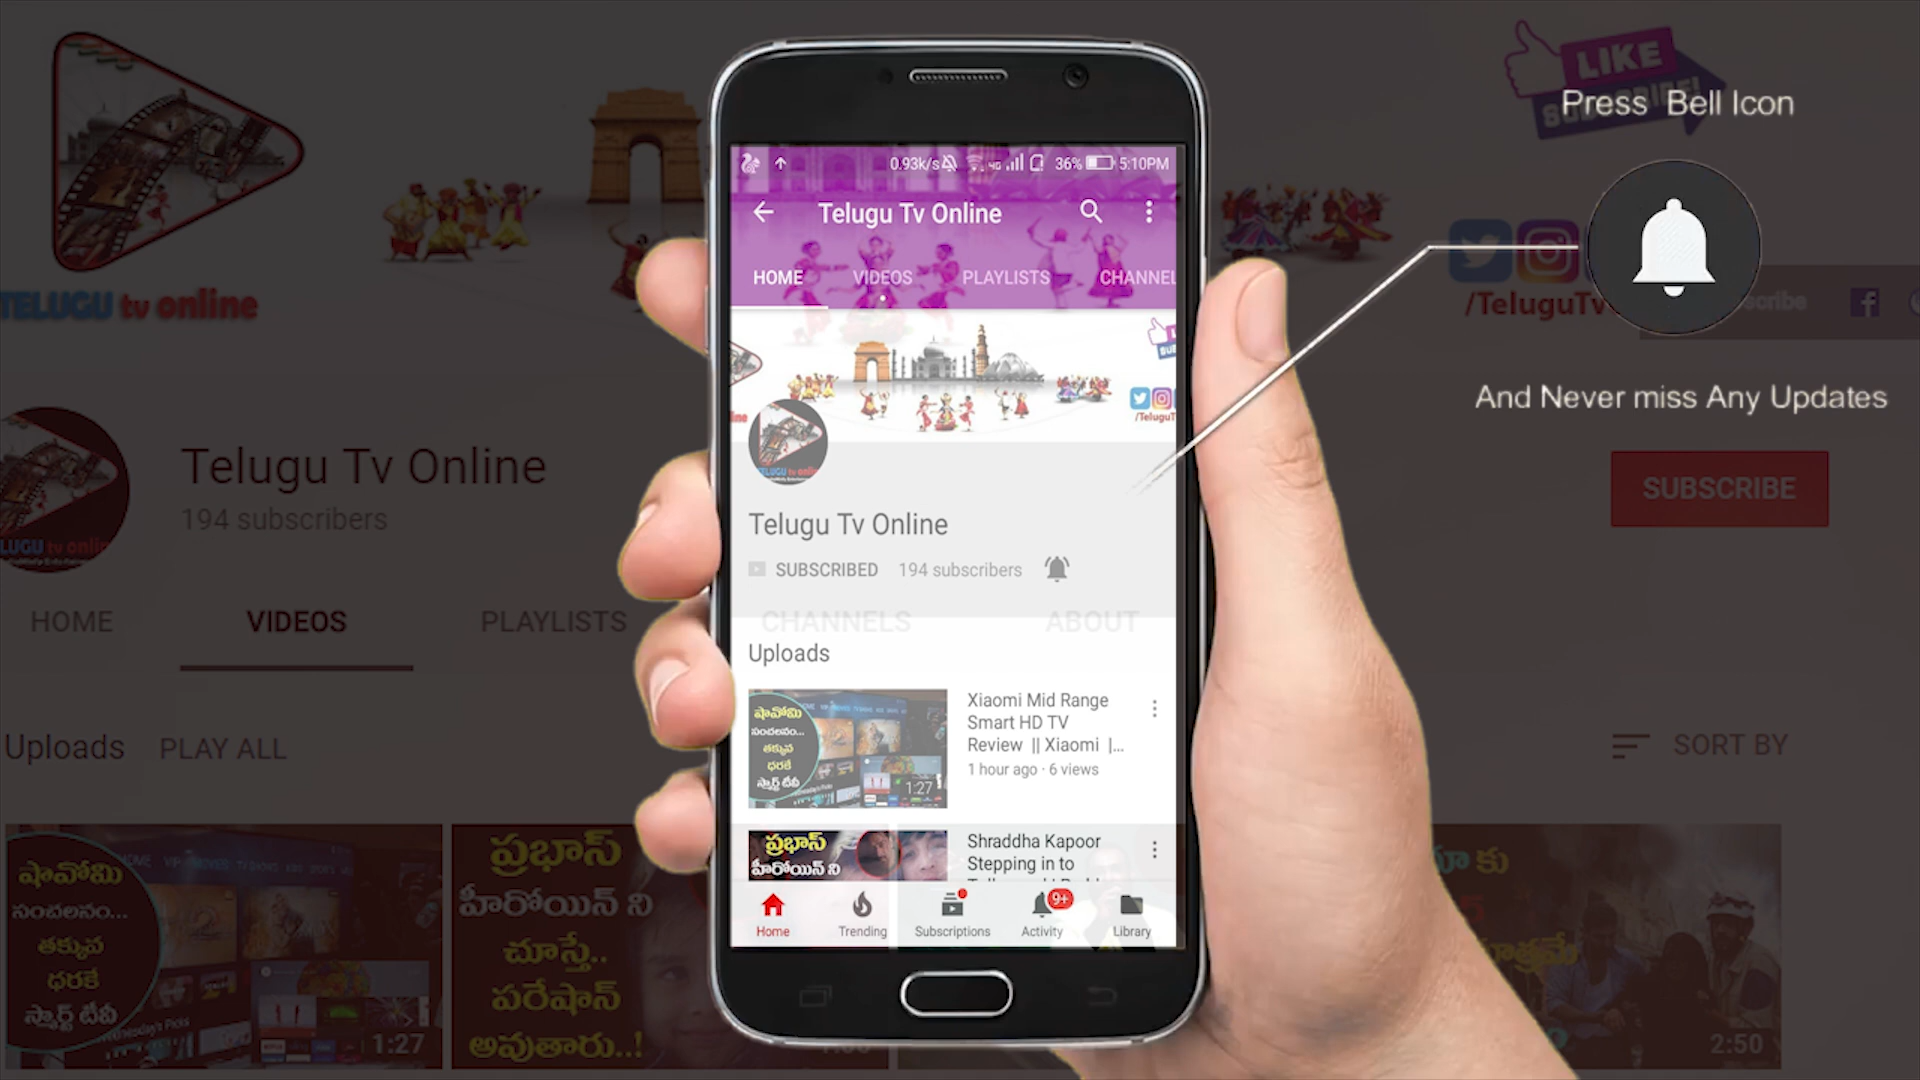 LIKE
Press Bell Icon
TELUGU tv online
/TeluguTv
And Never miss Any Updates
Telugu Tv Online
194 subscribers
SUBSCRIBE
HOME
VIDEOS
PLAYLISTS
Uploads
PLAY ALL
SORT BY
షావోమి
సంచలనం...
తక్కువ
ధరకే
స్మార్ట్ టీవీ
1:27
ప్రభాస్
హీరోయిన్ ని
చూస్తే..
పరేషాన్
అవుతారు..!
2:50
0.93k/s
4G
36%
5:10PM
Telugu Tv Online
HOME
VIDEOS
PLAYLISTS
CHANNEL
Telugu Tv Online
SUBSCRIBED
194 subscribers
CHANNELS
ABOUT
Uploads
షావోమి
సంచలనం...
తక్కువ
ధరకే
స్మార్ట్ టీవీ
1:27
Xiaomi Mid Range
Smart HD TV
Review || Xiaomi |...
1 hour ago · 6 views
ప్రభాస్
హీరోయిన్ ని
Shraddha Kapoor
Stepping in to
Home
Trending
Subscriptions
9+
Activity
Library